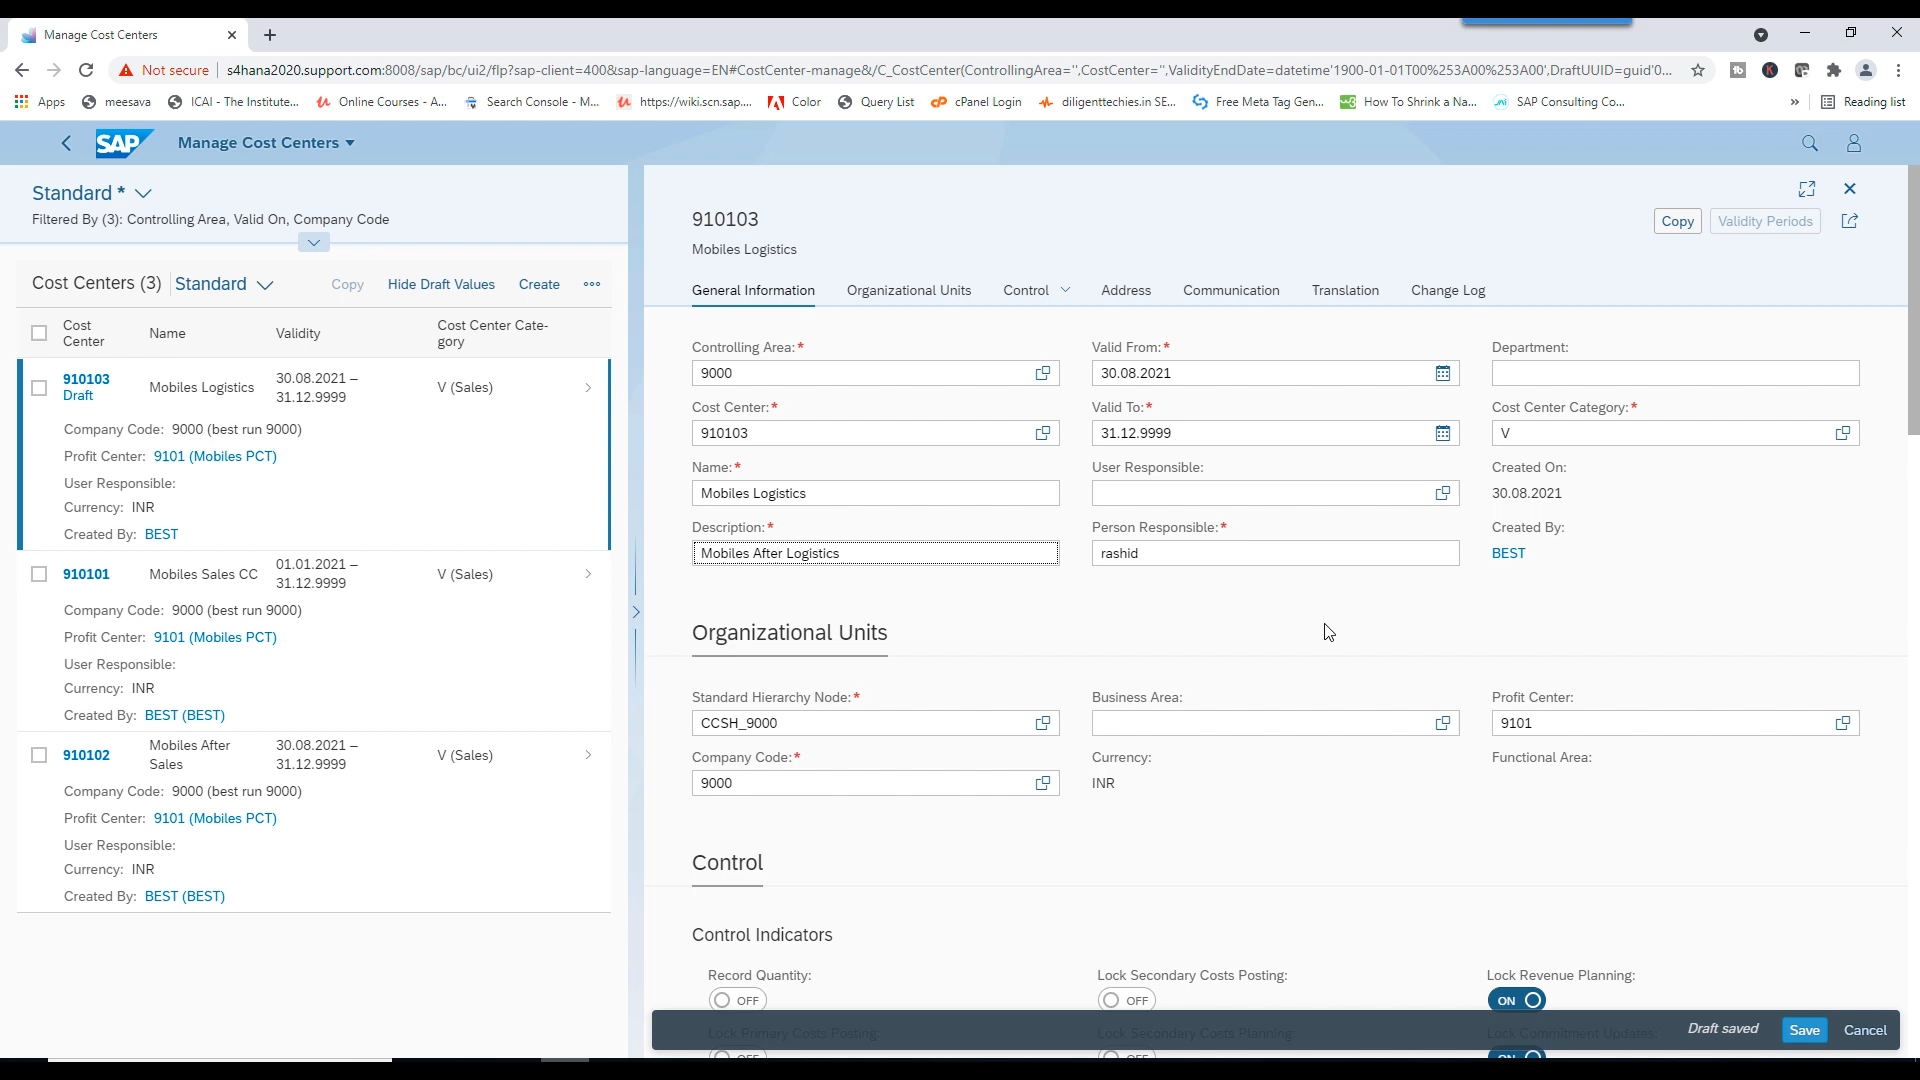 Manage Cost Centers
Not secure | s4hana2020.support.com:8008/sap/bc/ui2/flp?sap-client=400&sap-language=EN#CostCenter-manage&/C_CostCenter(ControllingArea='',CostCenter='',ValidityEndDate=datetime'1900-01-01T00%253A00%253A00',DraftUUID=guid'0...
Apps meesava ICAI - The Institute... Online Courses - A... Search Console - M... https://wiki.scn.sap.... Color Query List cPanel Login diligenttechies.in SE... Free Meta Tag Gen... How To Shrink a Na... SAP Consulting Co... » Reading list
SAP Manage Cost Centers
Standard *
Filtered By (3): Controlling Area, Valid On, Company Code
Cost Centers (3) Standard Copy Hide Draft Values Create
Cost Center Name Validity Cost Center Cate-
gory
910103
Draft
Mobiles Logistics
30.08.2021 –
31.12.9999
V (Sales)
Company Code: 9000 (best run 9000)
Profit Center: 9101 (Mobiles PCT)
User Responsible:
Currency: INR
Created By: BEST
910101
Mobiles Sales CC
01.01.2021 –
31.12.9999
V (Sales)
Company Code: 9000 (best run 9000)
Profit Center: 9101 (Mobiles PCT)
User Responsible:
Currency: INR
Created By: BEST (BEST)
910102
Mobiles After
Sales
30.08.2021 –
31.12.9999
V (Sales)
Company Code: 9000 (best run 9000)
Profit Center: 9101 (Mobiles PCT)
User Responsible:
Currency: INR
Created By: BEST (BEST)
910103
Mobiles Logistics
Copy Validity Periods
General Information Organizational Units Control Address Communication Translation Change Log
Controlling Area:* Valid From:* Department:
9000 30.08.2021
Cost Center:* Valid To:* Cost Center Category:*
910103 31.12.9999 V
Name:* User Responsible: Created On:
Mobiles Logistics 30.08.2021
Description:* Person Responsible:* Created By:
Mobiles After Logistics rashid BEST
Organizational Units
Standard Hierarchy Node:* Business Area: Profit Center:
CCSH_9000 9101
Company Code:* Currency: Functional Area:
9000 INR
Control
Control Indicators
Record Quantity: Lock Secondary Costs Posting: Lock Revenue Planning:
OFF OFF ON
Lock Primary Costs Posting: Lock Secondary Costs Planning: Lock Commitment Updates:
OFF OFF ON
Draft saved Save Cancel